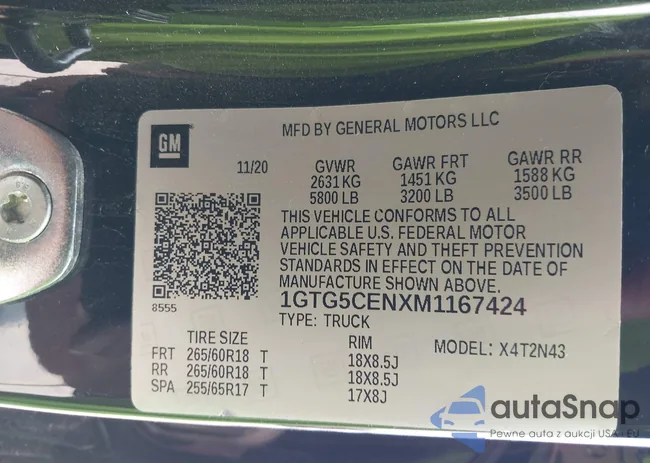 GM
MFD BY GENERAL MOTORS LLC
11/20 GVWR GAWR FRT GAWR RR
2631 KG 1451 KG 1588 KG
5800 LB 3200 LB 3500 LB
THIS VEHICLE CONFORMS TO ALL
APPLICABLE U.S. FEDERAL MOTOR
VEHICLE SAFETY AND THEFT PREVENTION
STANDARDS IN EFFECT ON THE DATE OF
MANUFACTURE SHOWN ABOVE.
8555
1GTG5CENXM1167424
TYPE: TRUCK
TIRE SIZE RIM MODEL: X4T2N43
FRT 265/60R18 T 18X8.5J
RR 265/60R18 T 18X8.5J
SPA 255/65R17 T 17X8J
autaSnap
Pewne auta z aukcji USA i EU